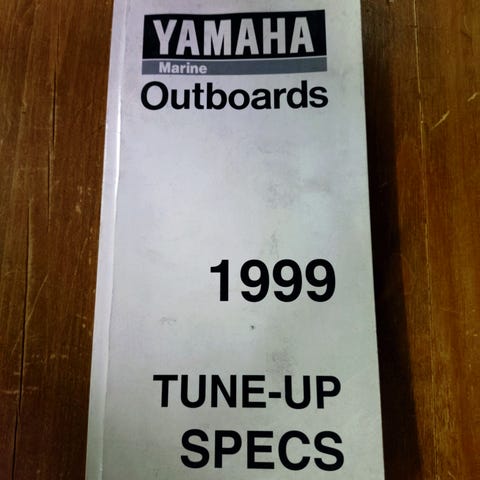 YAMAHA
Marine
Outboards
1999
TUNE-UP
SPECS